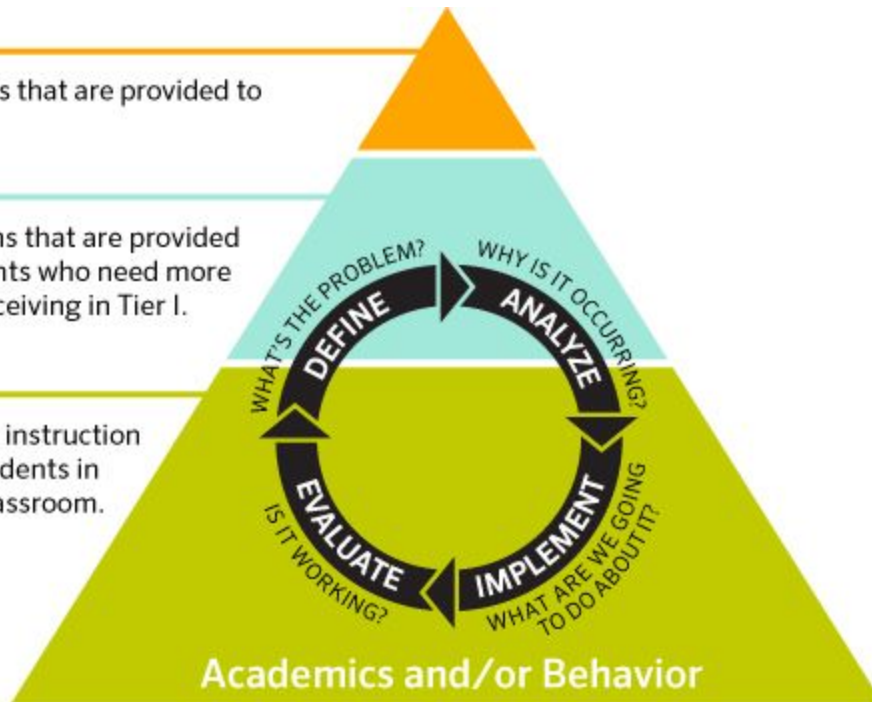 s that are provided to
ns that are provided
nts who need more
ceiving in Tier I.
instruction
dents in
assroom.
WHAT'S THE PROBLEM?
DEFINE
WHY IS IT OCCURRING?
ANALYZE
IMPLEMENT
WHAT ARE WE GOING
TO DO ABOUT IT?
EVALUATE
IS IT WORKING?
Academics and/or Behavior